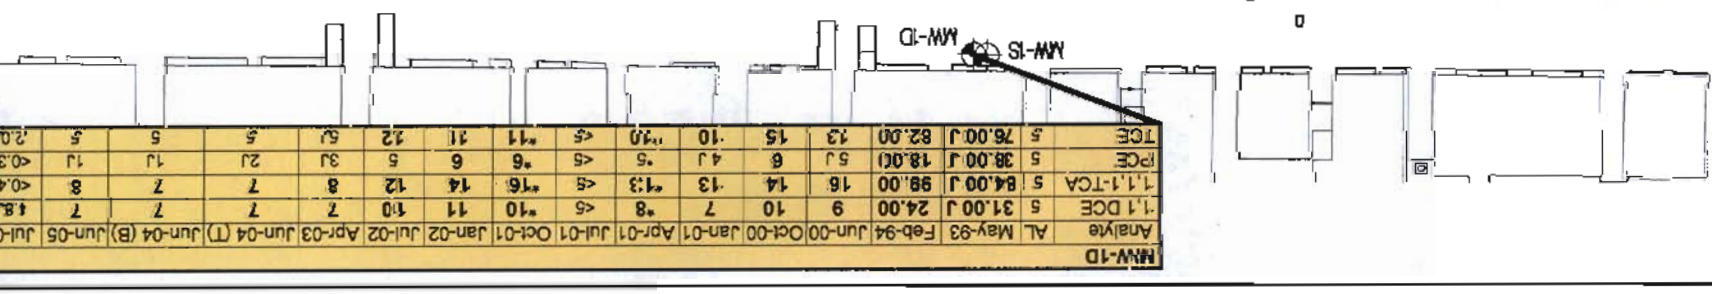 MW-1D
Analyte AL May-93 Feb-94 Jun-00 Oct-00 Jan-01 Apr-01 Jul-01 Oct-01 Jan-02 Jul-02 Apr-03 Jun-04 (T) Jun-04 (B) Jun-05
1,1 DCE 5 31.00 J 24.00 9 10 7 *8 <5 *10 11 10 7 7 7 7
1,1,1-TCA 5 84.00 J 98.00 16 14 13 *13 <5 *16 14 12 8 7 7 8
PCE 5 38.00 J 18.00 5 J 6 4 J *5 <5 *6 6 5 3J 2J 1J 1J
TCE 5 76.00 J 82.00 13 15 10 *10 <5 *11 11 12 5J 5 5 5
MW-1S
MW-1D